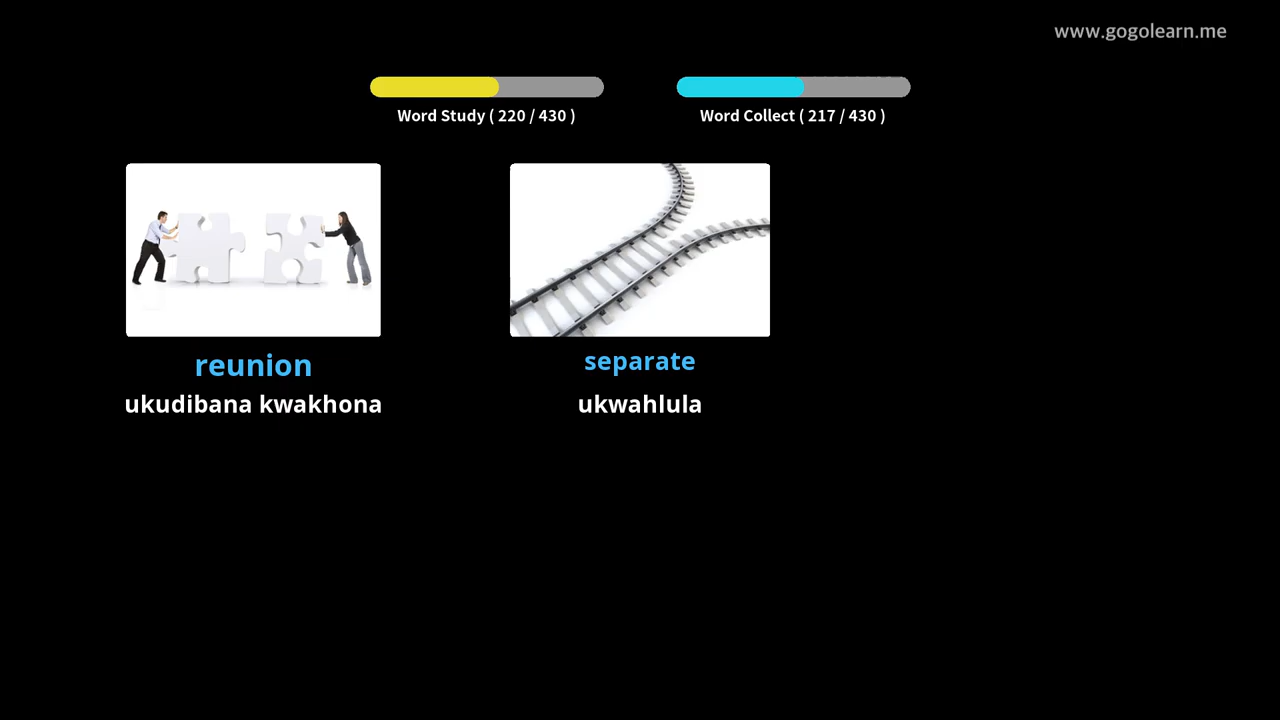 www.gogolearn.me
Word Study ( 220 / 430 )
Word Collect ( 217 / 430 )
reunion
ukudibana kwakhona
separate
ukwahlula